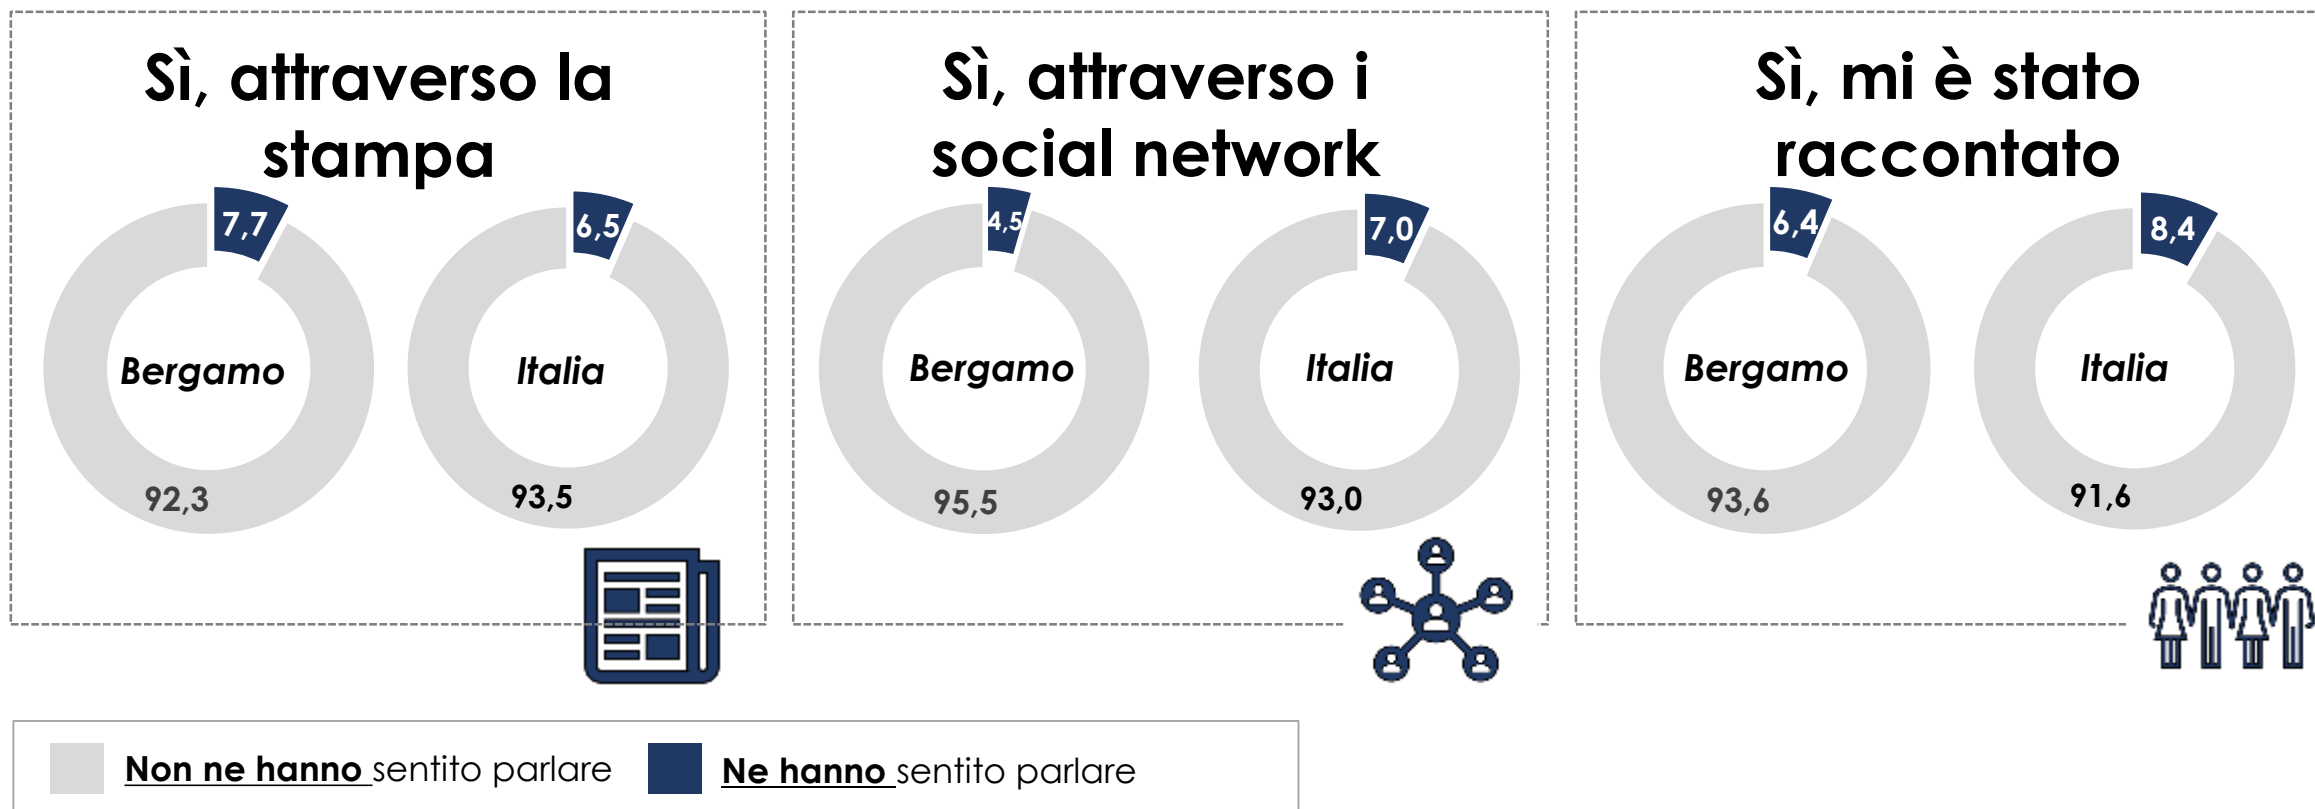 Sì, attraverso la
stampa
7,7
6,5
Bergamo
Italia
92,3
93,5
Sì, attraverso i
social network
4,5
7,0
Bergamo
Italia
95,5
93,0
Sì, mi è stato
raccontato
6,4
8,4
Bergamo
Italia
93,6
91,6
Non ne hanno sentito parlare
Ne hanno sentito parlare